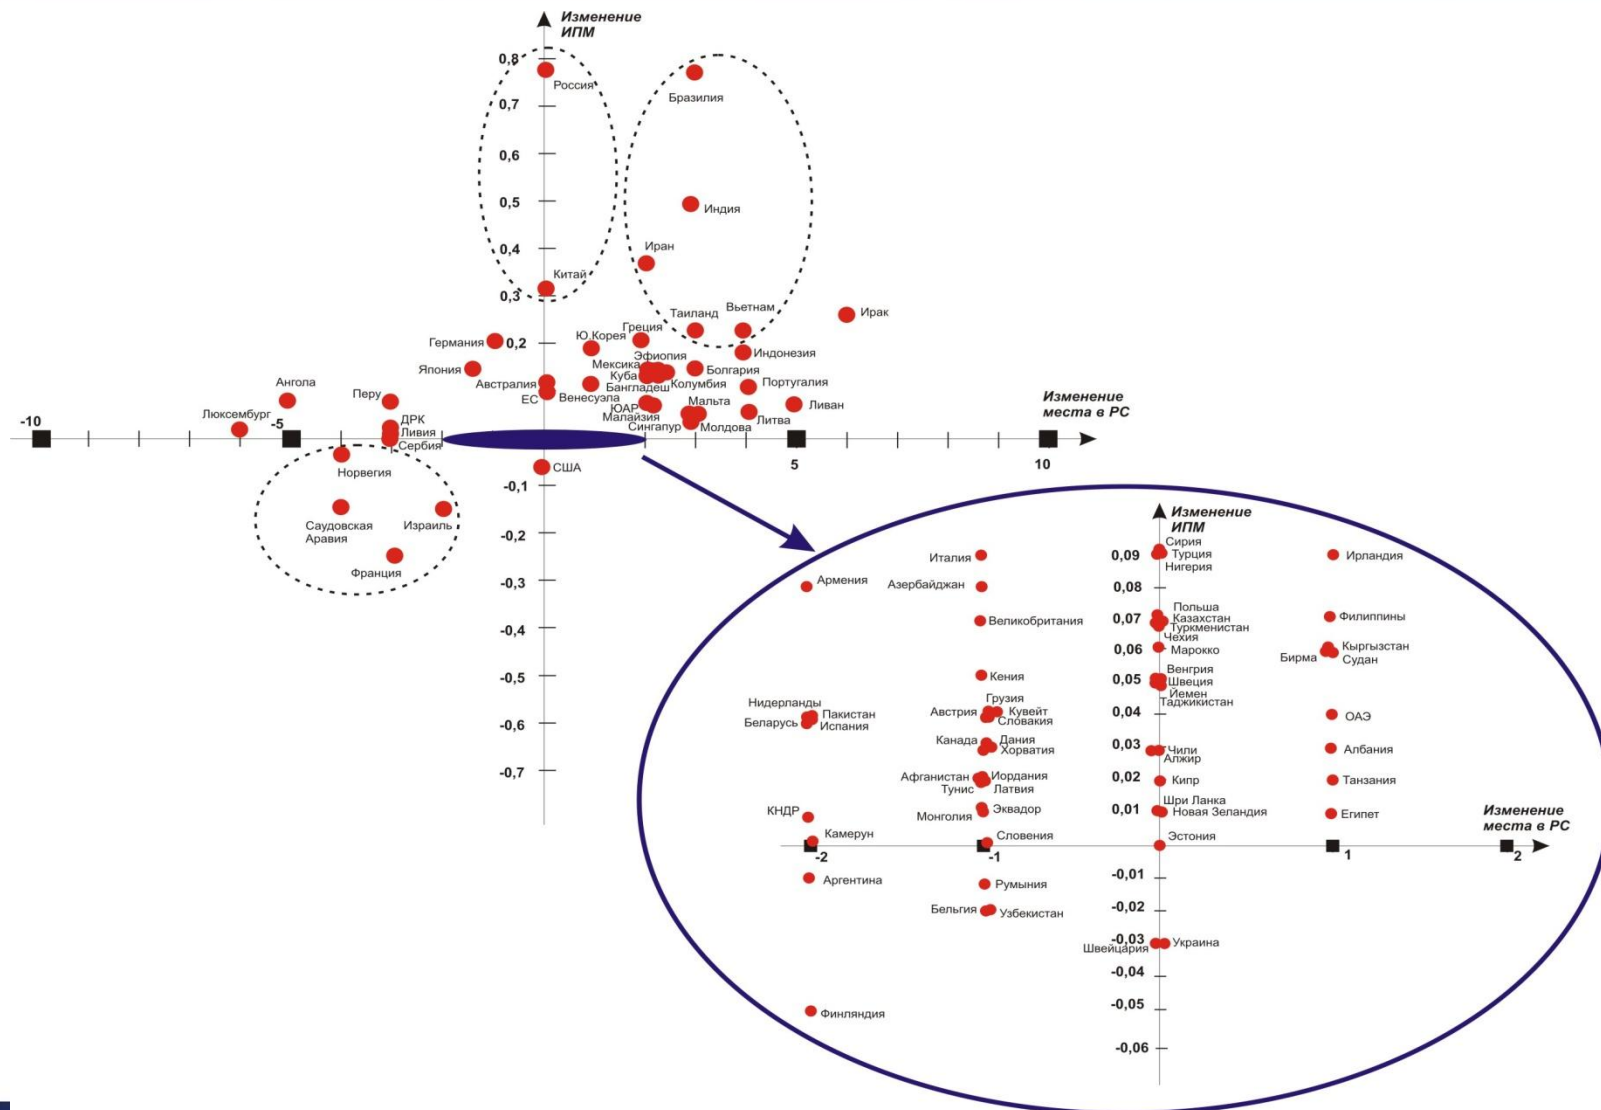 Изменение
ИПМ
0,8
Россия
Бразилия
0,7
0,6
0,5
Индия
0,4
Иран
Китай
0,3
Таиланд
Вьетнам
Ирак
Германия
0,2
Ю.Корея
Греция
Индонезия
Япония
Мексика
Эфиопия
Болгария
Австралия
Куба
Колумбия
Португалия
Бангладеш
ЕС
Венесуэла
Ангола
Перу
ЮАР
Мальта
Ливан
Малайзия
Литва
Сингапур
Молдова
Люксембург
ДРК
Ливия
Сербия
Изменение
места в РС
-10
-5
5
10
Норвегия
США
-0,1
Саудовская
Аравия
Израиль
-0,2
Франция
-0,3
-0,4
-0,5
-0,6
-0,7
Изменение
ИПМ
Сирия
0,09
Турция
Нигерия
Италия
Ирландия
Армения
Азербайджан
0,08
Польша
0,07
Казахстан
Туркменистан
Чехия
Великобритания
Филиппины
0,06
Марокко
Бирма
Кыргызстан
Судан
Кения
Венгрия
0,05
Швеция
Йемен
Таджикистан
Нидерланды
Пакистан
Беларусь
Испания
Грузия
Австрия
Кувейт
Словакия
0,04
ОАЭ
Канада
Дания
Хорватия
0,03
Чили
Алжир
Албания
Афганистан
Иордания
Тунис
Латвия
0,02
Кипр
Танзания
КНДР
Эквадор
Монголия
Шри Ланка
0,01
Новая Зеландия
Египет
Изменение
места в РС
Камерун
Словения
Эстония
-2
-1
1
2
Аргентина
Румыния
-0,01
Бельгия
Узбекистан
-0,02
-0,03
Швейцария
Украина
-0,04
-0,05
Финляндия
-0,06